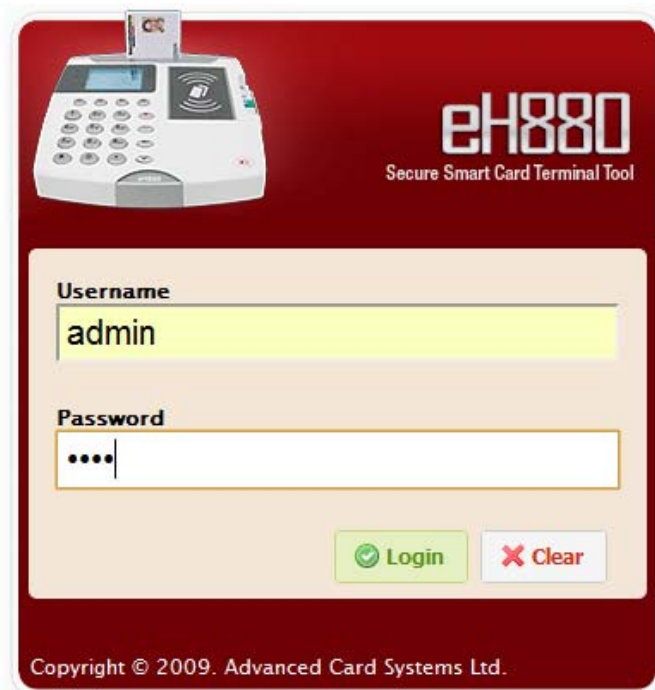 eH880
Secure Smart Card Terminal Tool
Username
admin
Password
••••
Login
Clear
Copyright © 2009. Advanced Card Systems Ltd.